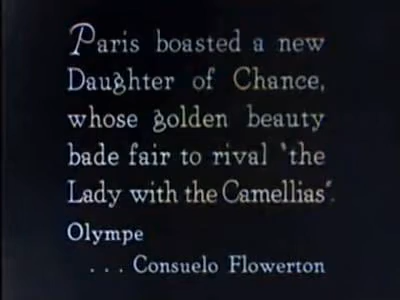 Paris boasted a new
Daughter of Chance,
whose golden beauty
bade fair to rival "the
Lady with the Camellias".
Olympe
. . . Consuelo Flowerton